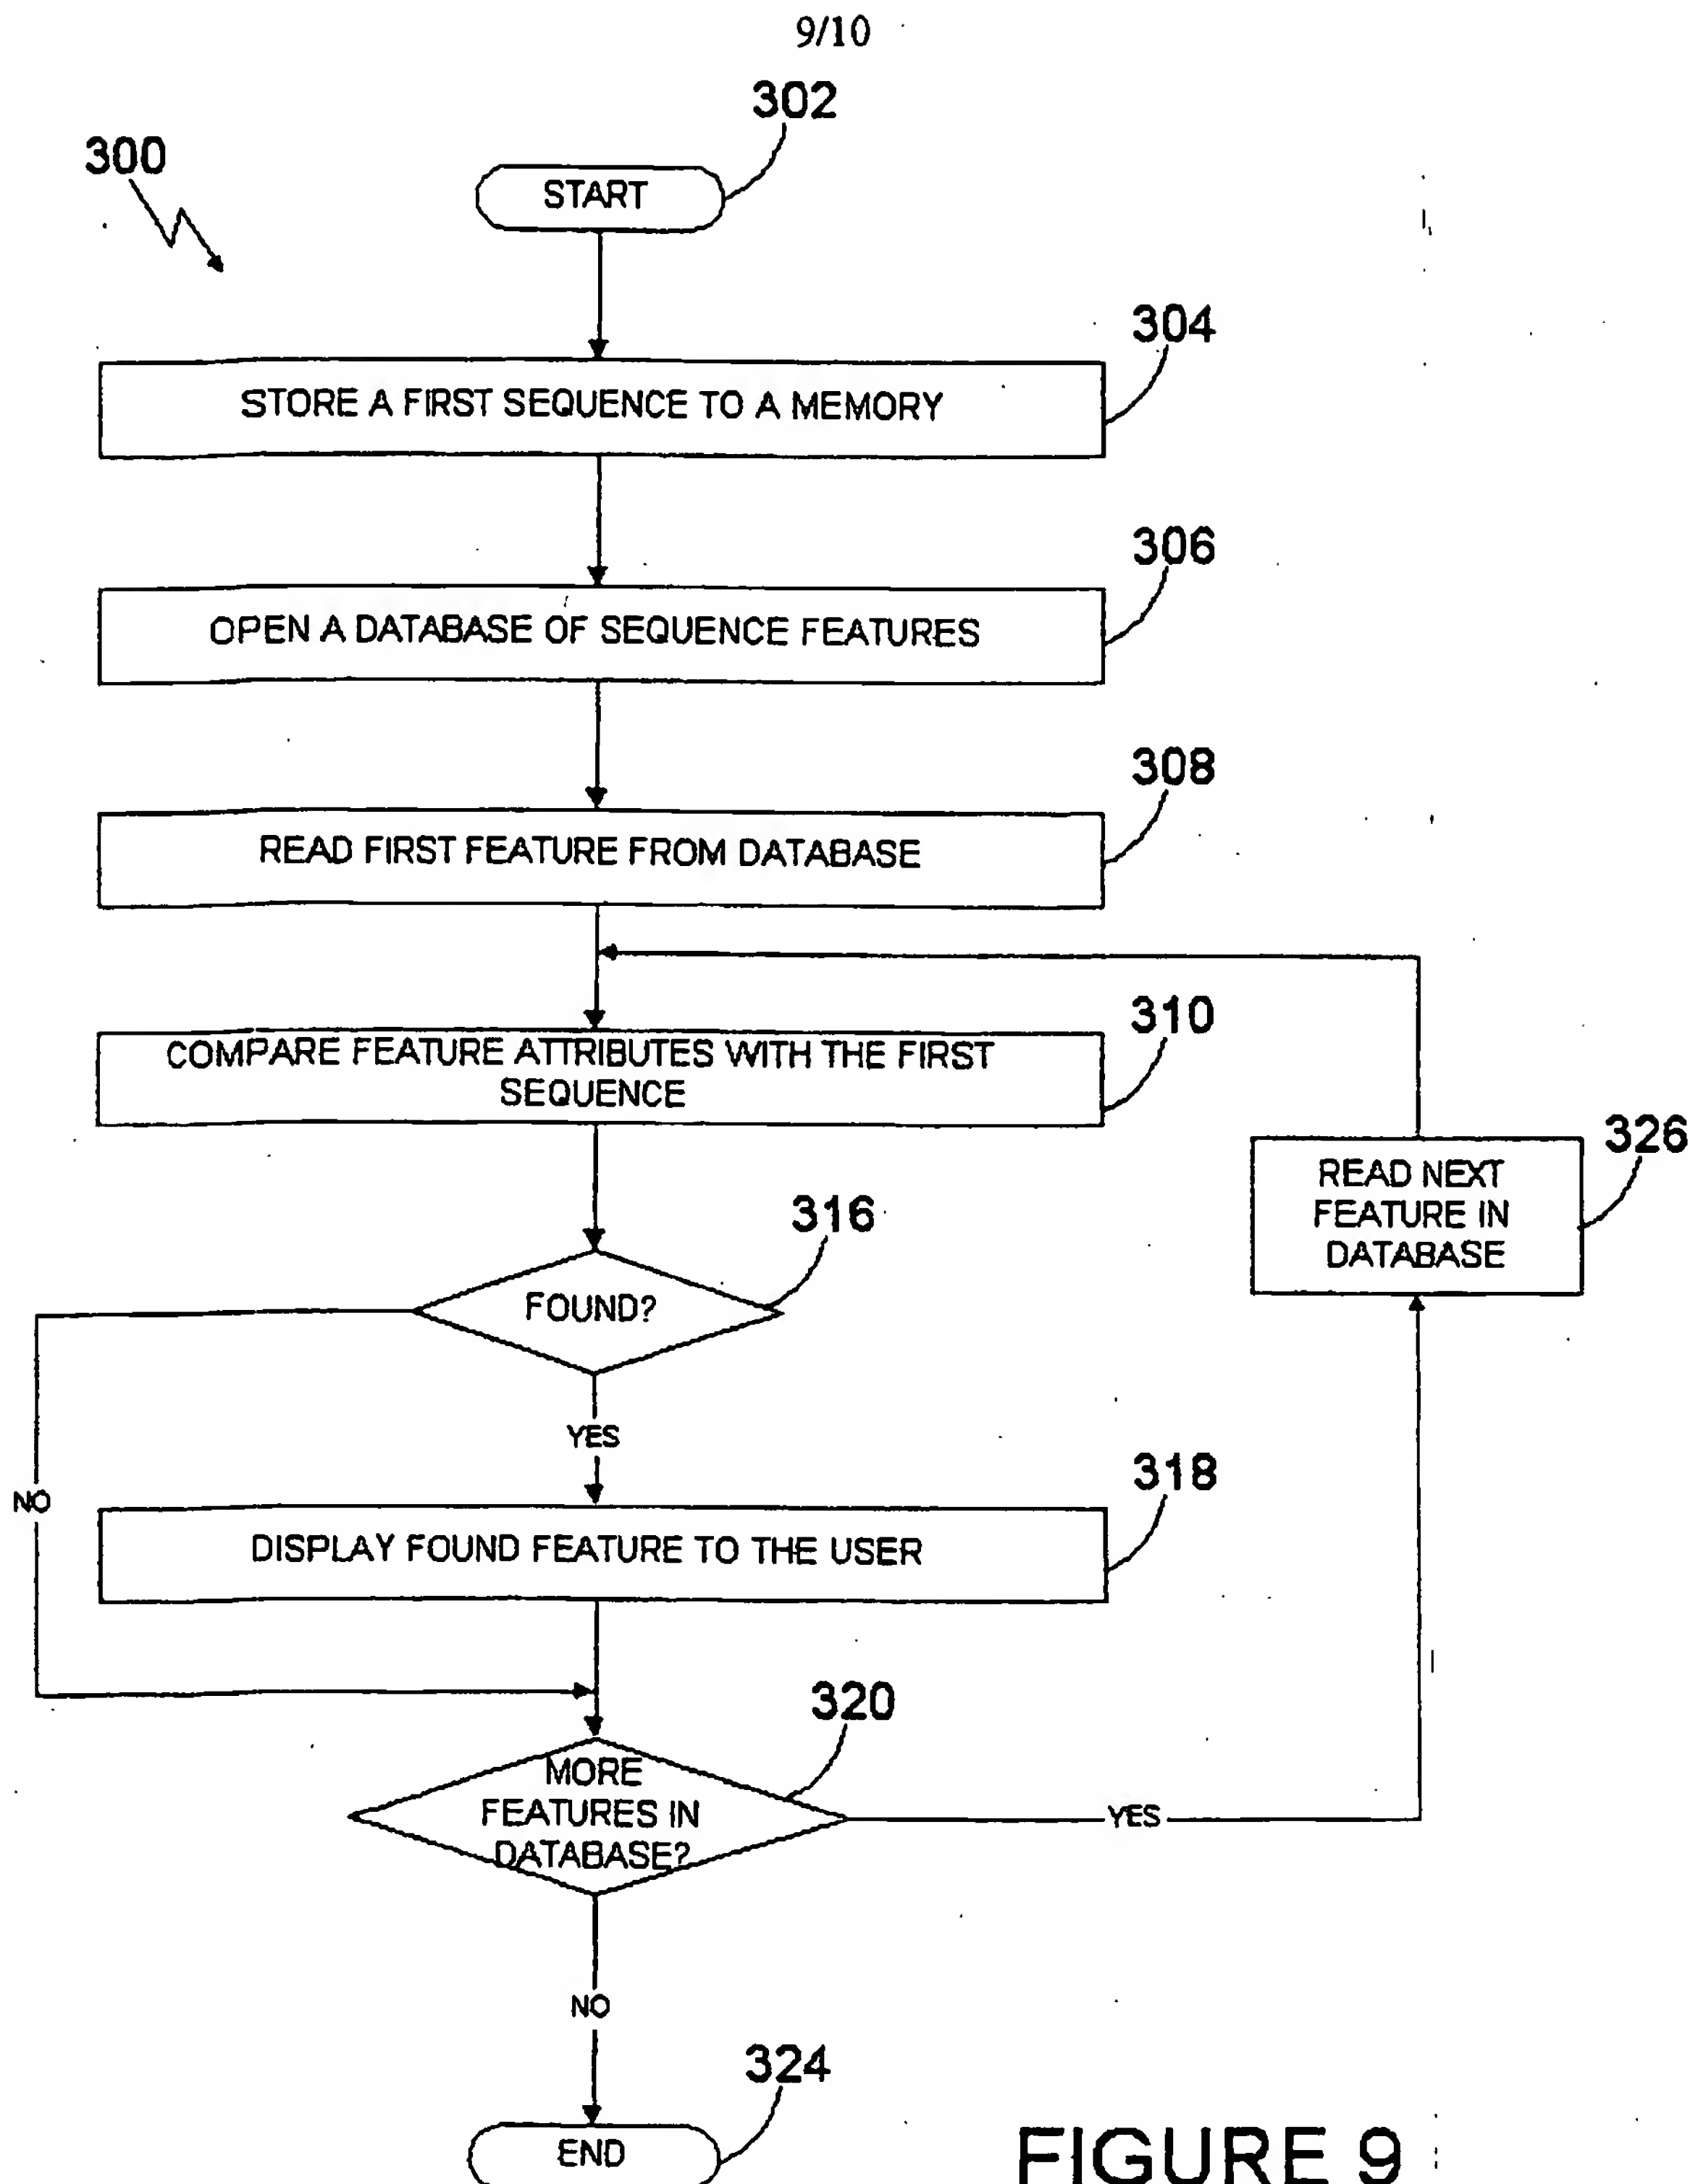 9/10
302
300
START
304
STORE A FIRST SEQUENCE TO A MEMORY
306
OPEN A DATABASE OF SEQUENCE FEATURES
308
READ FIRST FEATURE FROM DATABASE
310
COMPARE FEATURE ATTRIBUTES WITH THE FIRST
SEQUENCE
326
READ NEXT
FEATURE IN
DATABASE
316
FOUND?
YES
NO
318
DISPLAY FOUND FEATURE TO THE USER
320
MORE
FEATURES IN
DATABASE?
YES
NO
324
END
FIGURE 9